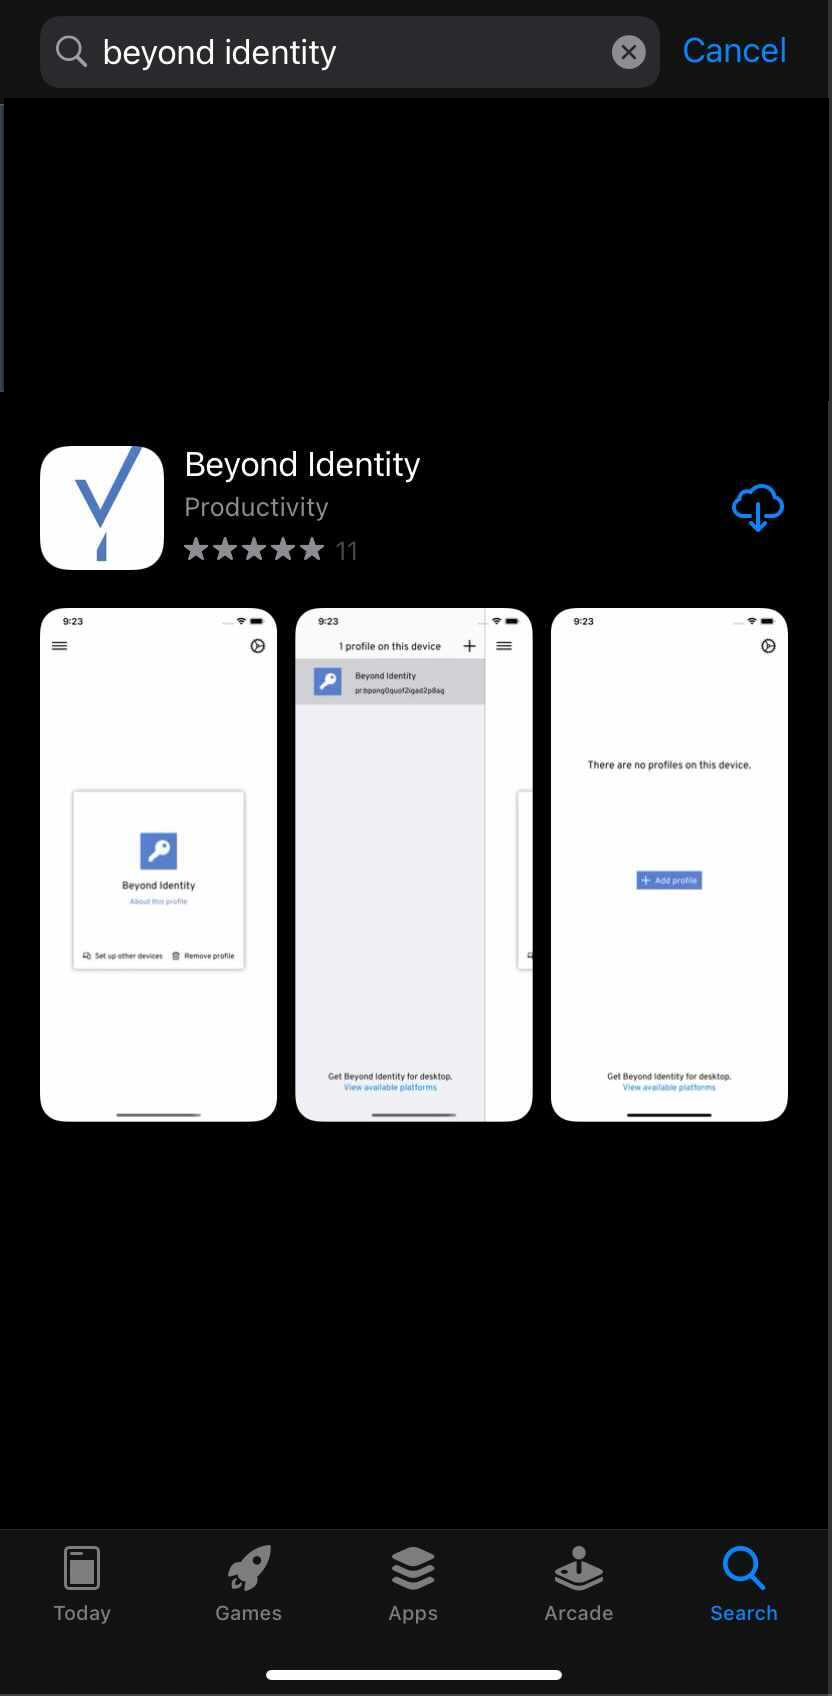 beyond identity
Cancel
Beyond Identity
Productivity
11
9:23
Beyond Identity
About this profile
Set up other devices
Remove profile
9:23
1 profile on this device
Beyond Identity
Get Beyond Identity for desktop.
View available platforms
9:23
There are no profiles on this device.
+ Add profile
Get Beyond Identity for desktop.
View available platforms
Today
Games
Apps
Arcade
Search